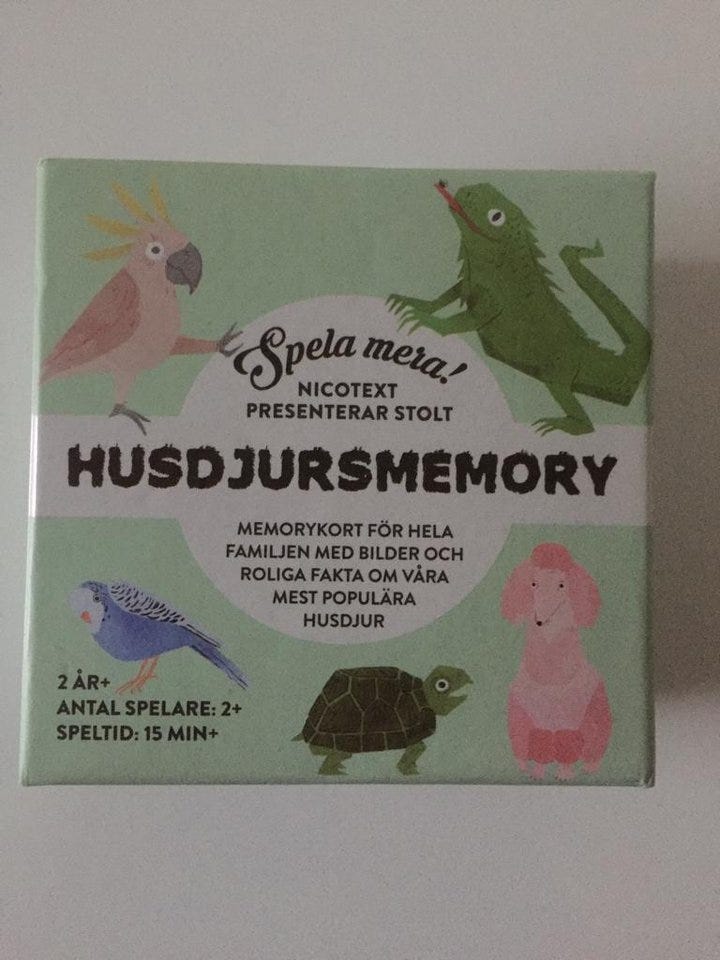 Spela mera!
NICOTEXT
PRESENTERAR STOLT
HUSDJURSMEMORY
MEMORYKORT FÖR HELA
FAMILJEN MED BILDER OCH
ROLIGA FAKTA OM VÅRA
MEST POPULÄRA
HUSDJUR
2 ÅR+
ANTAL SPELARE: 2+
SPELTID: 15 MIN+